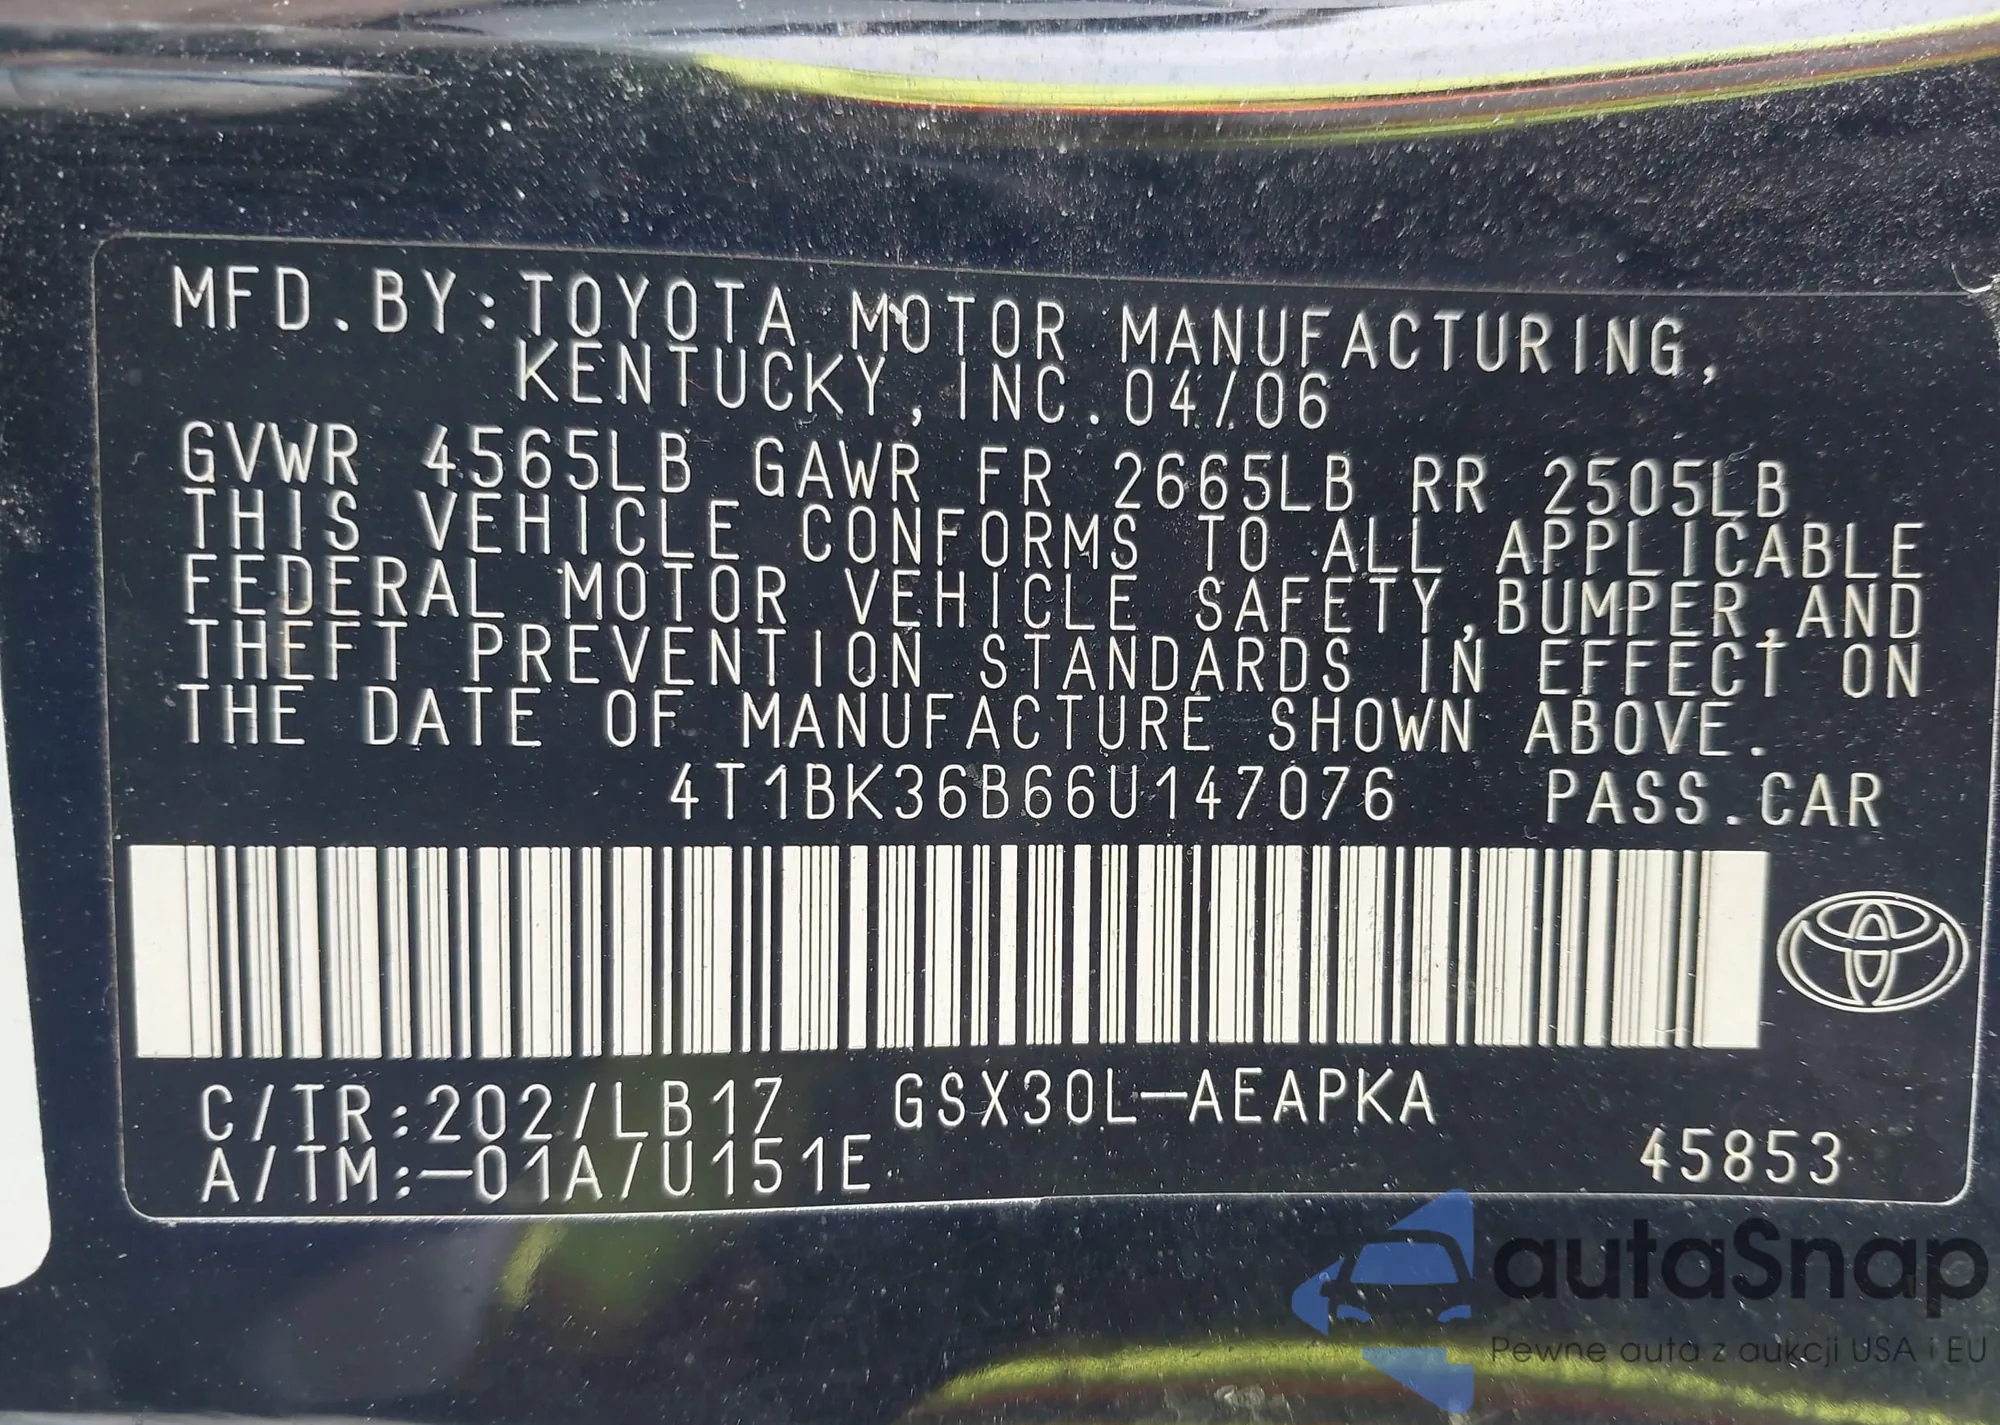 MFD.BY:TOYOTA MOTOR MANUFACTURING,
KENTUCKY,INC.04/06
GVWR 4565LB GAWR FR 2665LB RR 2505LB
THIS VEHICLE CONFORMS TO ALL APPLICABLE
FEDERAL MOTOR VEHICLE SAFETY,BUMPER,AND
THEFT PREVENTION STANDARDS IN EFFECT ON
THE DATE OF MANUFACTURE SHOWN ABOVE.
4T1BK36B66U147076 PASS.CAR
C/TR:202/LB17 GSX30L-AEAPKA
A/TM:-01A/U151E 45853
autaSnap
Pewne auta z aukcji USA i EU